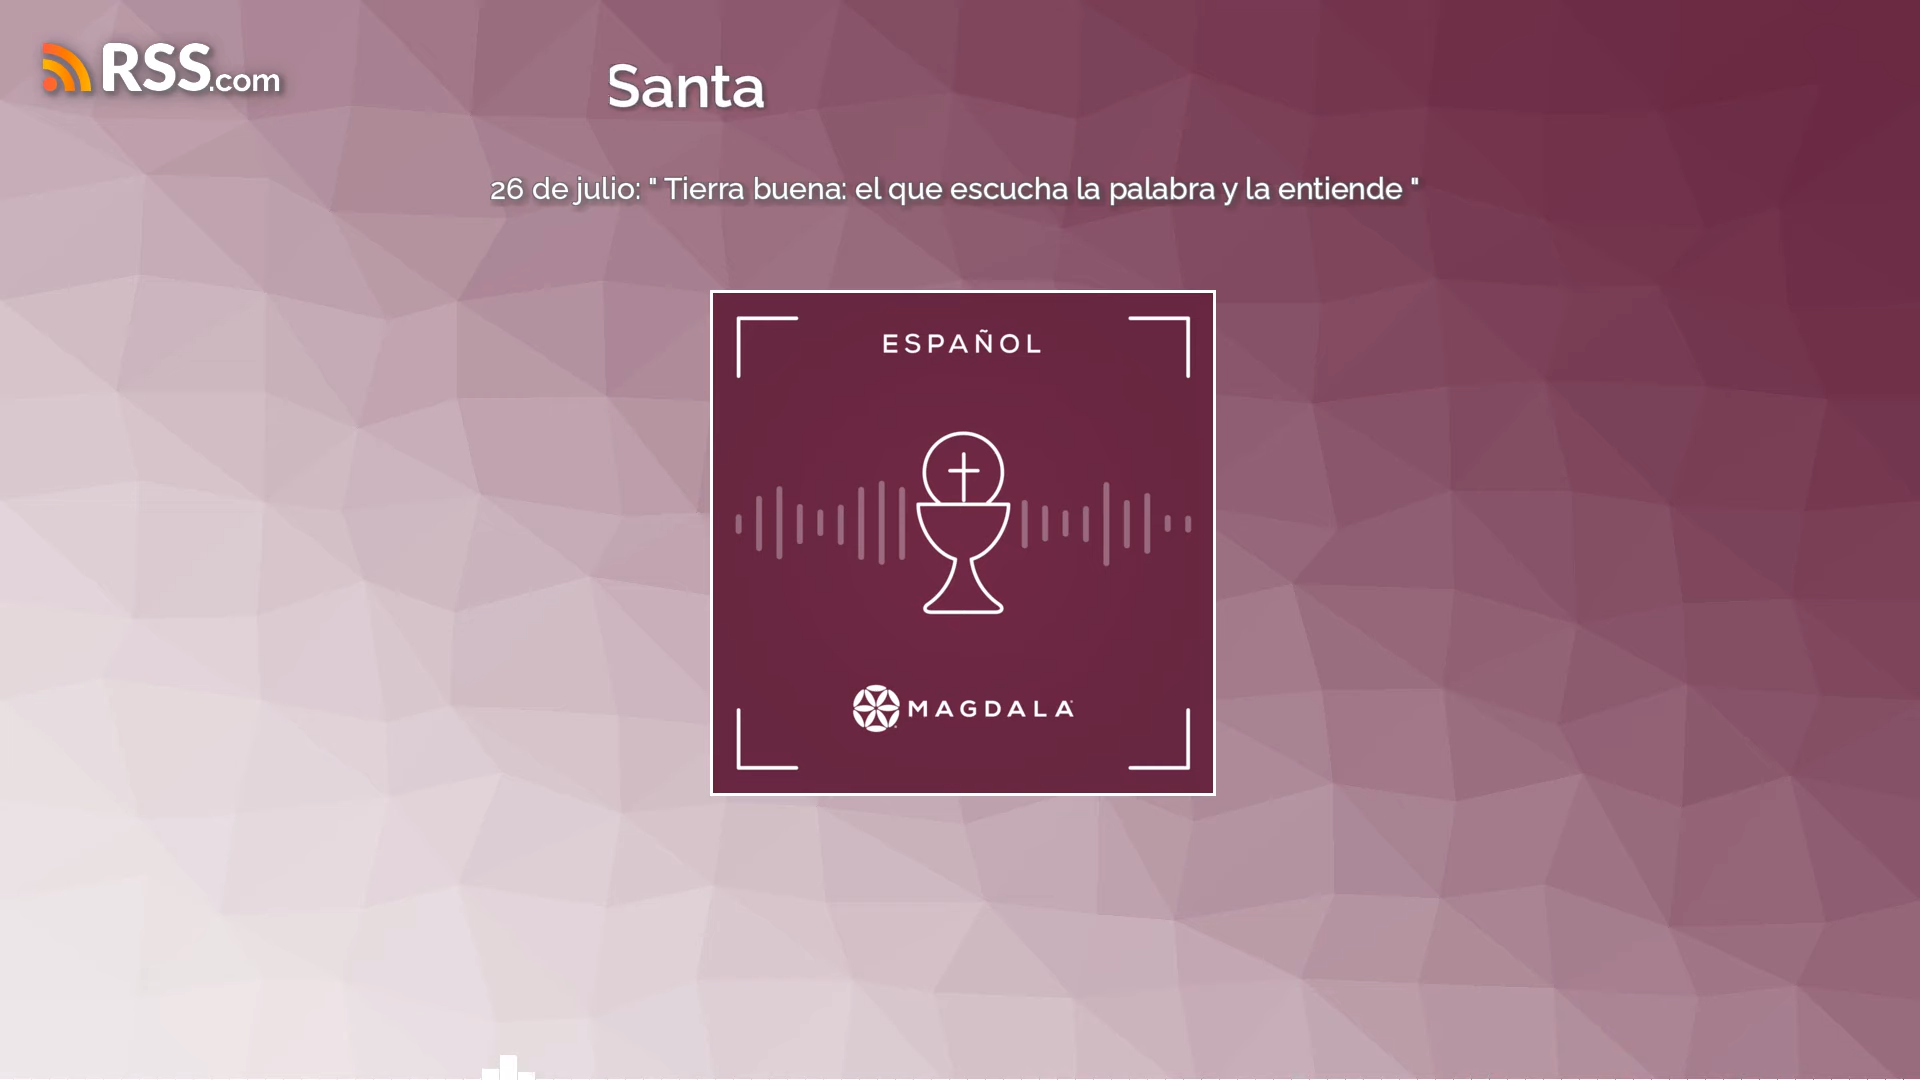 RSS.com
Santa
26 de julio: " Tierra buena: el que escucha la palabra y la entiende "
ESPAÑOL
MAGDALA